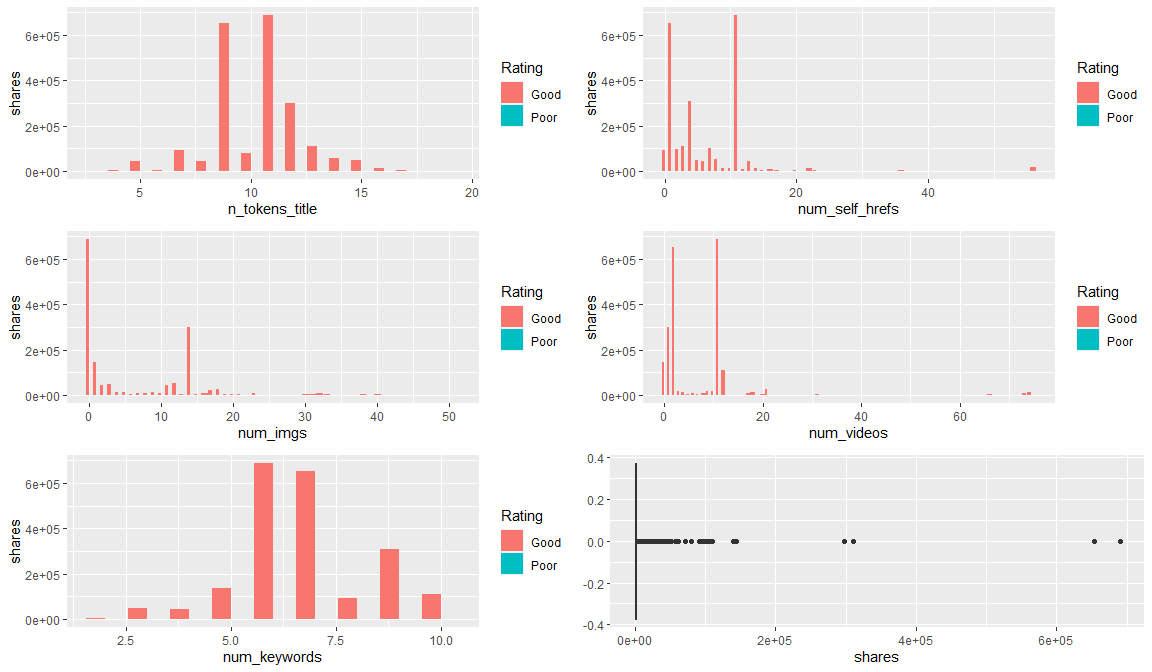 shares
6e+05
4e+05
2e+05
0e+00
5
10
15
20
n_tokens_title
Rating
Good
Poor
shares
6e+05
4e+05
2e+05
0e+00
0
20
40
num_self_hrefs
Rating
Good
Poor
shares
6e+05
4e+05
2e+05
0e+00
0
10
20
30
40
50
num_imgs
Rating
Good
Poor
shares
6e+05
4e+05
2e+05
0e+00
0
20
40
60
num_videos
Rating
Good
Poor
shares
6e+05
4e+05
2e+05
0e+00
2.5
5.0
7.5
10.0
num_keywords
Rating
Good
Poor
0.4
0.2
0.0
-0.2
-0.4
0e+00
2e+05
4e+05
6e+05
shares